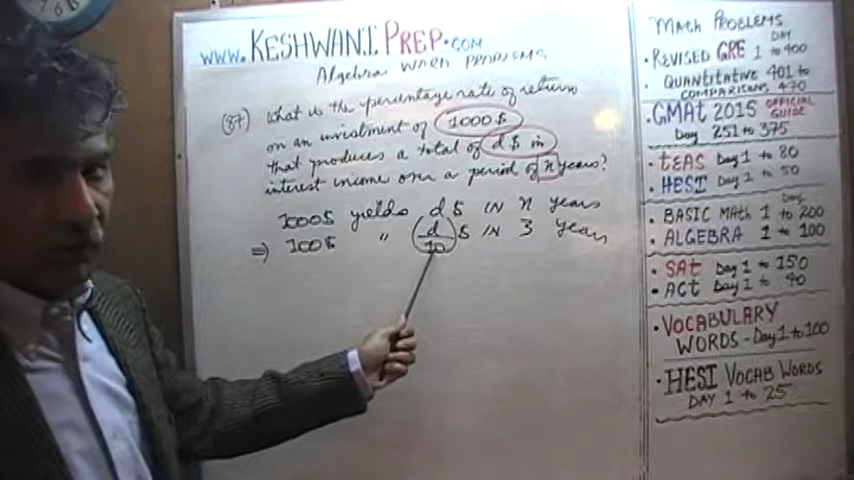 www.KESHWANI PREP.COM
Algebra WORD PROBLEMS
(87) What is the percentage rate of return
on an investment of 1000$
that produces a total of d$ in
interest income over a period of n years?
1000$ yields d$ IN n years
⇒ 100$ " (d/10) $ IN 3 years
MATH PROBLEMS
DAY
• REVISED GRE 1 to 400
• QUANTITATIVE 401 to
COMPARISONS 470
• GMAt 2015 OFFICIAL GUIDE
Day 251 to 375
• tEAS Day 1 to 80
• HESI Day 1 to 50
Day
• BASIC MAth 1 to 200
• ALGEBRA 1 to 100
• SAt Day 1 to 150
• ACt Day 1 to 40
• VOCABULARY
WORDS - Day 1 to 100
• HESI VOCAB WORDS
DAY 1 to 25